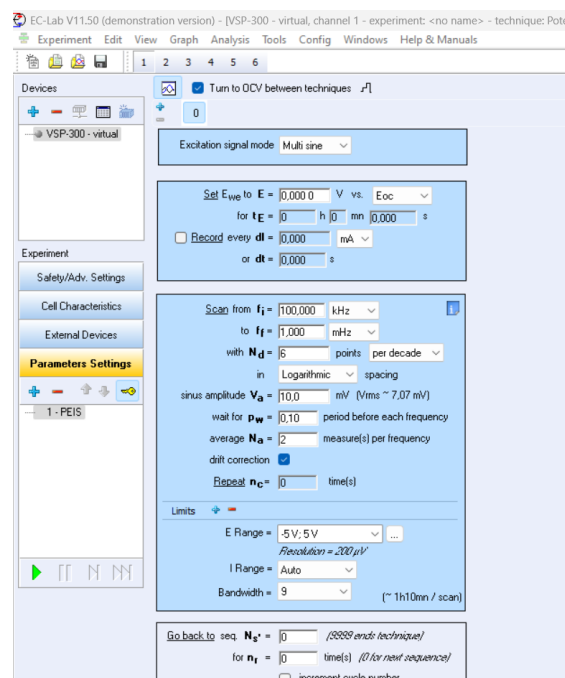 EC-Lab V11.50 (demonstration version) - [VSP-300 - virtual, channel 1 - experiment: <no name> - technique: Pote
Experiment Edit View Graph Analysis Tools Config Windows Help & Manuals
1 2 3 4 5 6
Devices
Turn to OCV between techniques
0
VSP-300 - virtual
Excitation signal mode Multi sine
Set Ewe to E = 0,000 0 V vs. Eoc
for tE = 0 h 0 mn 0,000 s
Record every dI = 0,000 mA
or dt = 0,000 s
Experiment
Safety/Adv. Settings
Cell Characteristics
External Devices
Parameters Settings
1 - PEIS
Scan from fi = 100,000 kHz
to ff = 1,000 mHz
with Nd = 6 points per decade
in Logarithmic spacing
sinus amplitude Va = 10,0 mV (Vrms ~ 7,07 mV)
wait for pw = 0,10 period before each frequency
average Na = 2 measure(s) per frequency
drift correction
Repeat nc = 0 time(s)
Limits
E Range = -5 V; 5 V ...
Resolution = 200 µV
I Range = Auto
Bandwidth = 9 (~ 1h10mn / scan)
Go back to seq. Ns' = 0 (9999 ends technique)
for nr = 0 time(s) (0 for next sequence)
increment cycle number